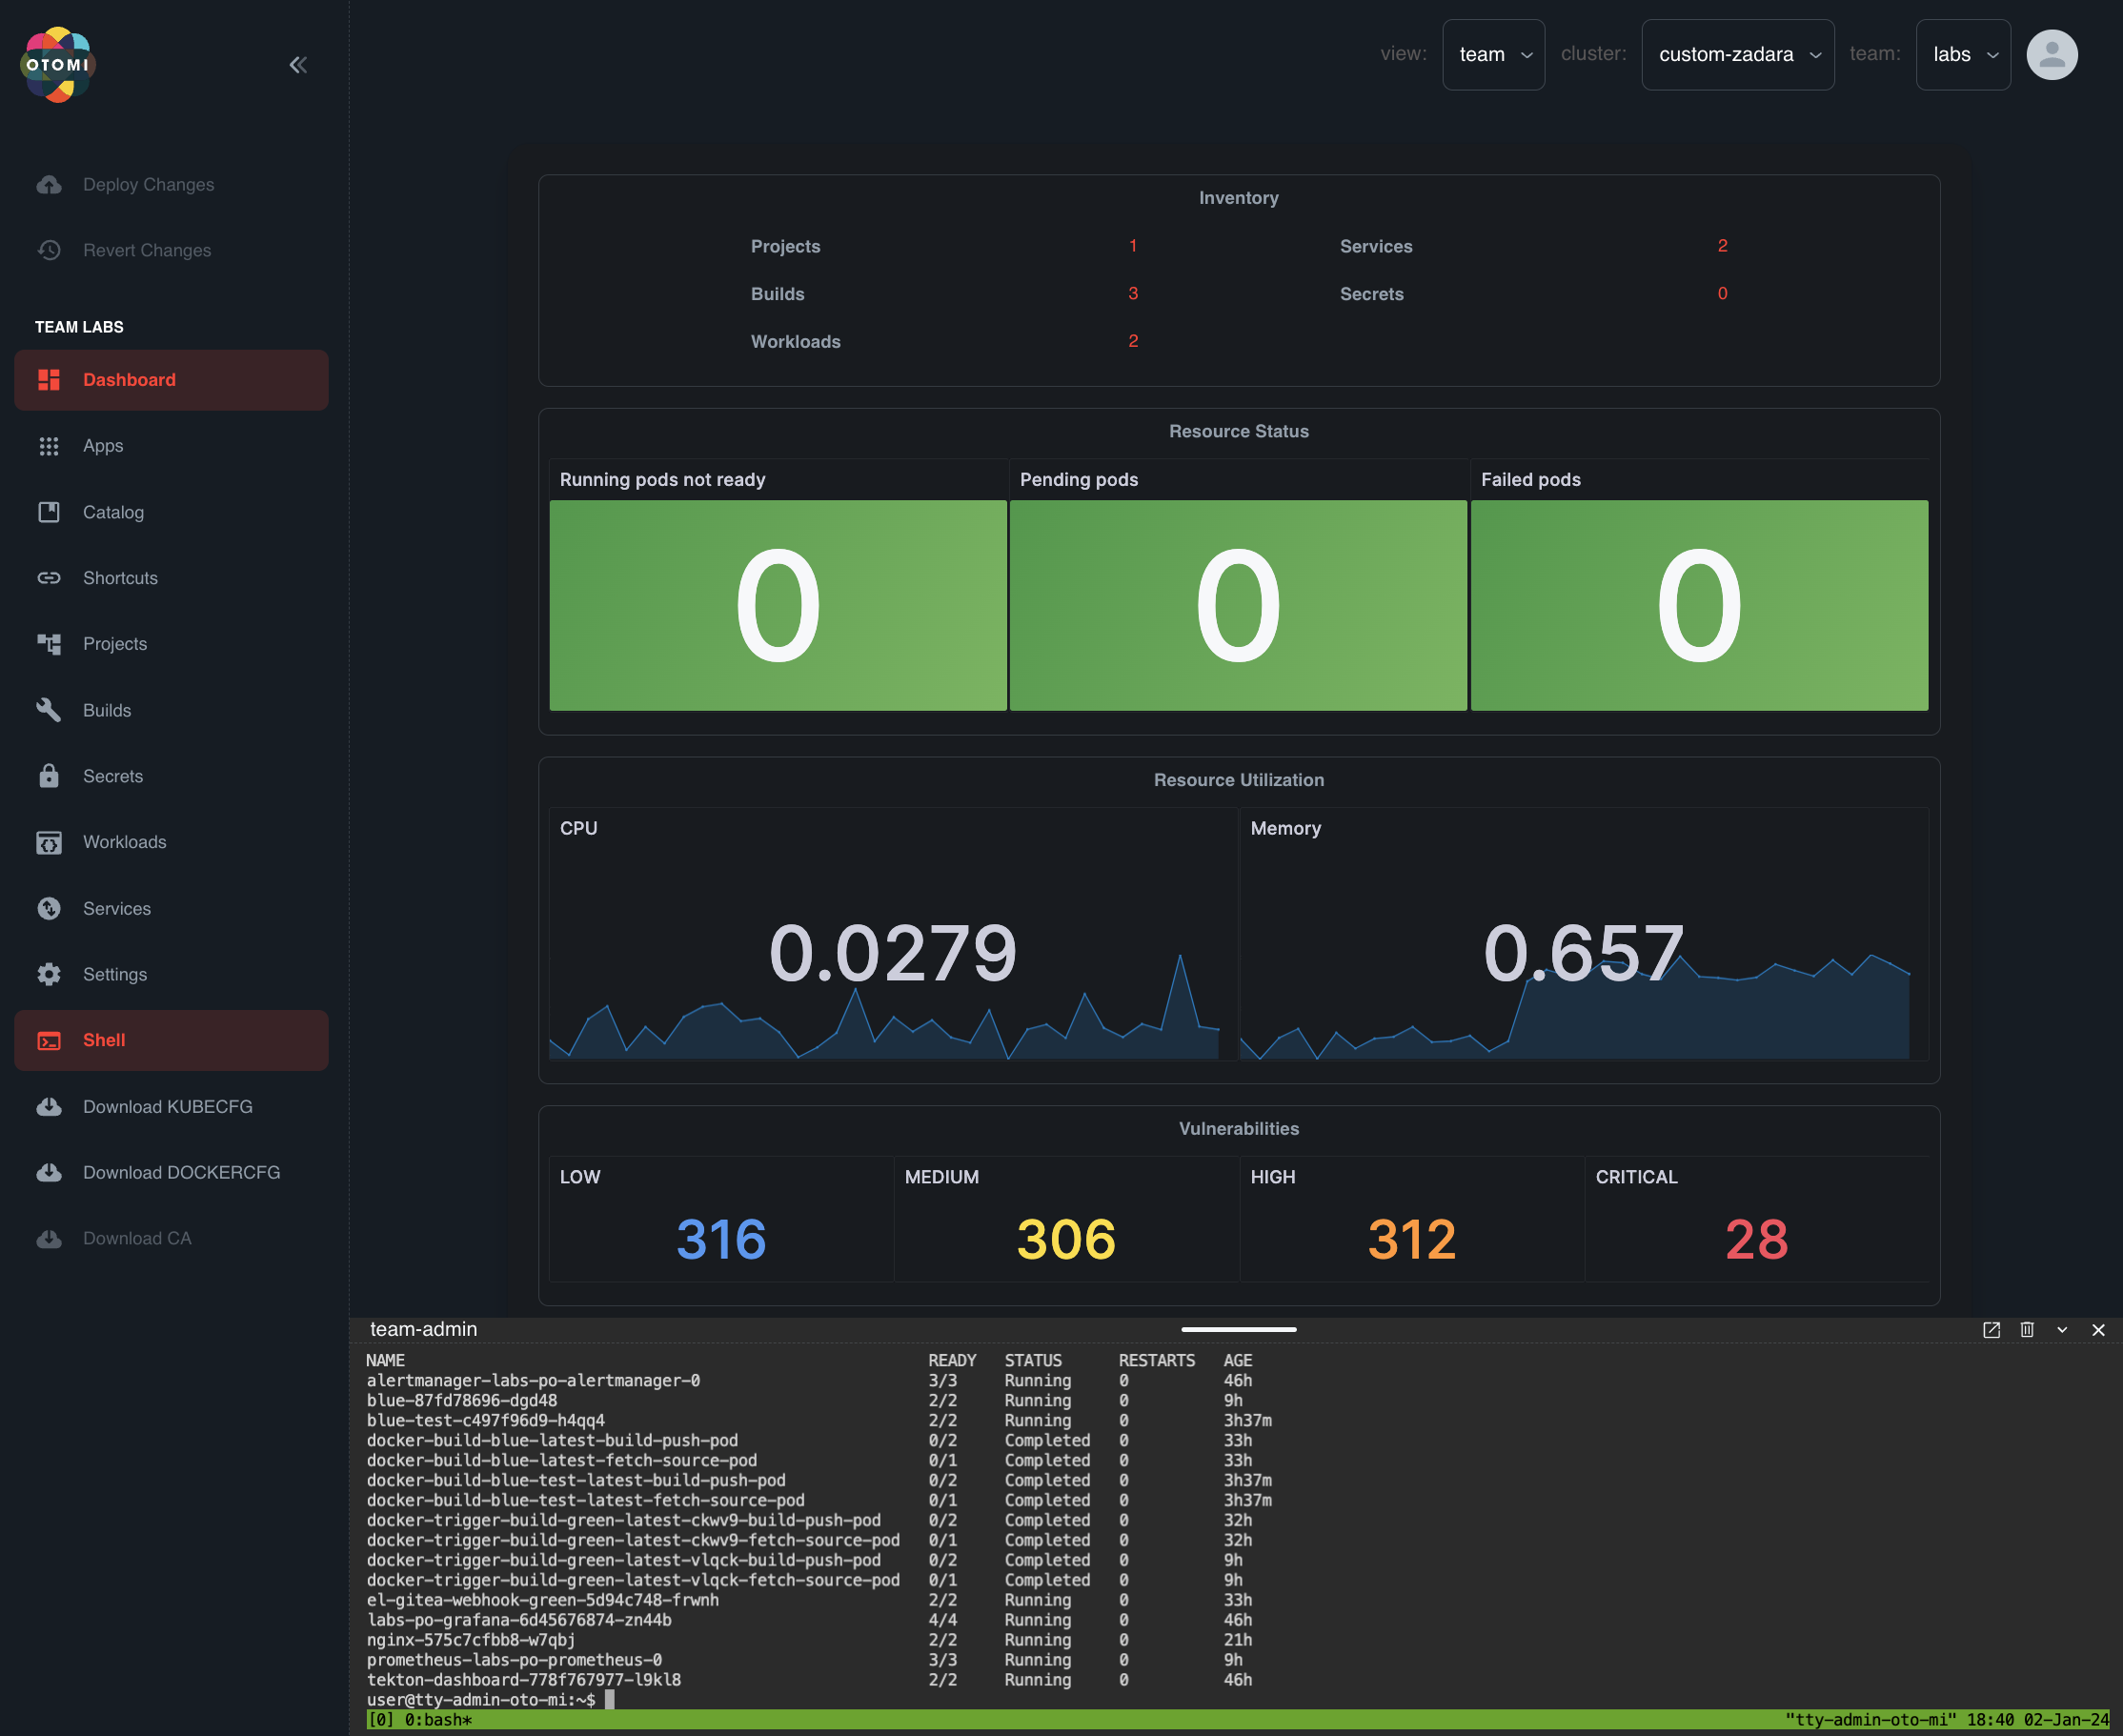 OTOMI
view: team cluster: custom-zadara team: labs
Deploy Changes
Revert Changes
TEAM LABS
Dashboard
Apps
Catalog
Shortcuts
Projects
Builds
Secrets
Workloads
Services
Settings
Shell
Download KUBECFG
Download DOCKERCFG
Download CA
Inventory
Projects 1 Services 2
Builds 3 Secrets 0
Workloads 2
Resource Status
Running pods not ready Pending pods Failed pods
0 0 0
Resource Utilization
CPU Memory
0.0279 0.657
Vulnerabilities
LOW MEDIUM HIGH CRITICAL
316 306 312 28
team-admin
NAME READY STATUS RESTARTS AGE
alertmanager-labs-po-alertmanager-0 3/3 Running 0 46h
blue-87fd78696-dgd48 2/2 Running 0 9h
blue-test-c497f96d9-h4qq4 2/2 Running 0 3h37m
docker-build-blue-latest-build-push-pod 0/2 Completed 0 33h
docker-build-blue-latest-fetch-source-pod 0/1 Completed 0 33h
docker-build-blue-test-latest-build-push-pod 0/2 Completed 0 3h37m
docker-build-blue-test-latest-fetch-source-pod 0/1 Completed 0 3h37m
docker-trigger-build-green-latest-ckwv9-build-push-pod 0/2 Completed 0 32h
docker-trigger-build-green-latest-ckwv9-fetch-source-pod 0/1 Completed 0 32h
docker-trigger-build-green-latest-vlqck-build-push-pod 0/2 Completed 0 9h
docker-trigger-build-green-latest-vlqck-fetch-source-pod 0/1 Completed 0 9h
el-gitea-webhook-green-5d94c748-frwnh 2/2 Running 0 33h
labs-po-grafana-6d45676874-zn44b 4/4 Running 0 46h
nginx-575c7cfbb8-w7qbj 2/2 Running 0 21h
prometheus-labs-po-prometheus-0 3/3 Running 0 9h
tekton-dashboard-778f767977-l9kl8 2/2 Running 0 46h
user@tty-admin-oto-mi:~$
[0] 0:bash* "tty-admin-oto-mi" 18:40 02-Jan-24